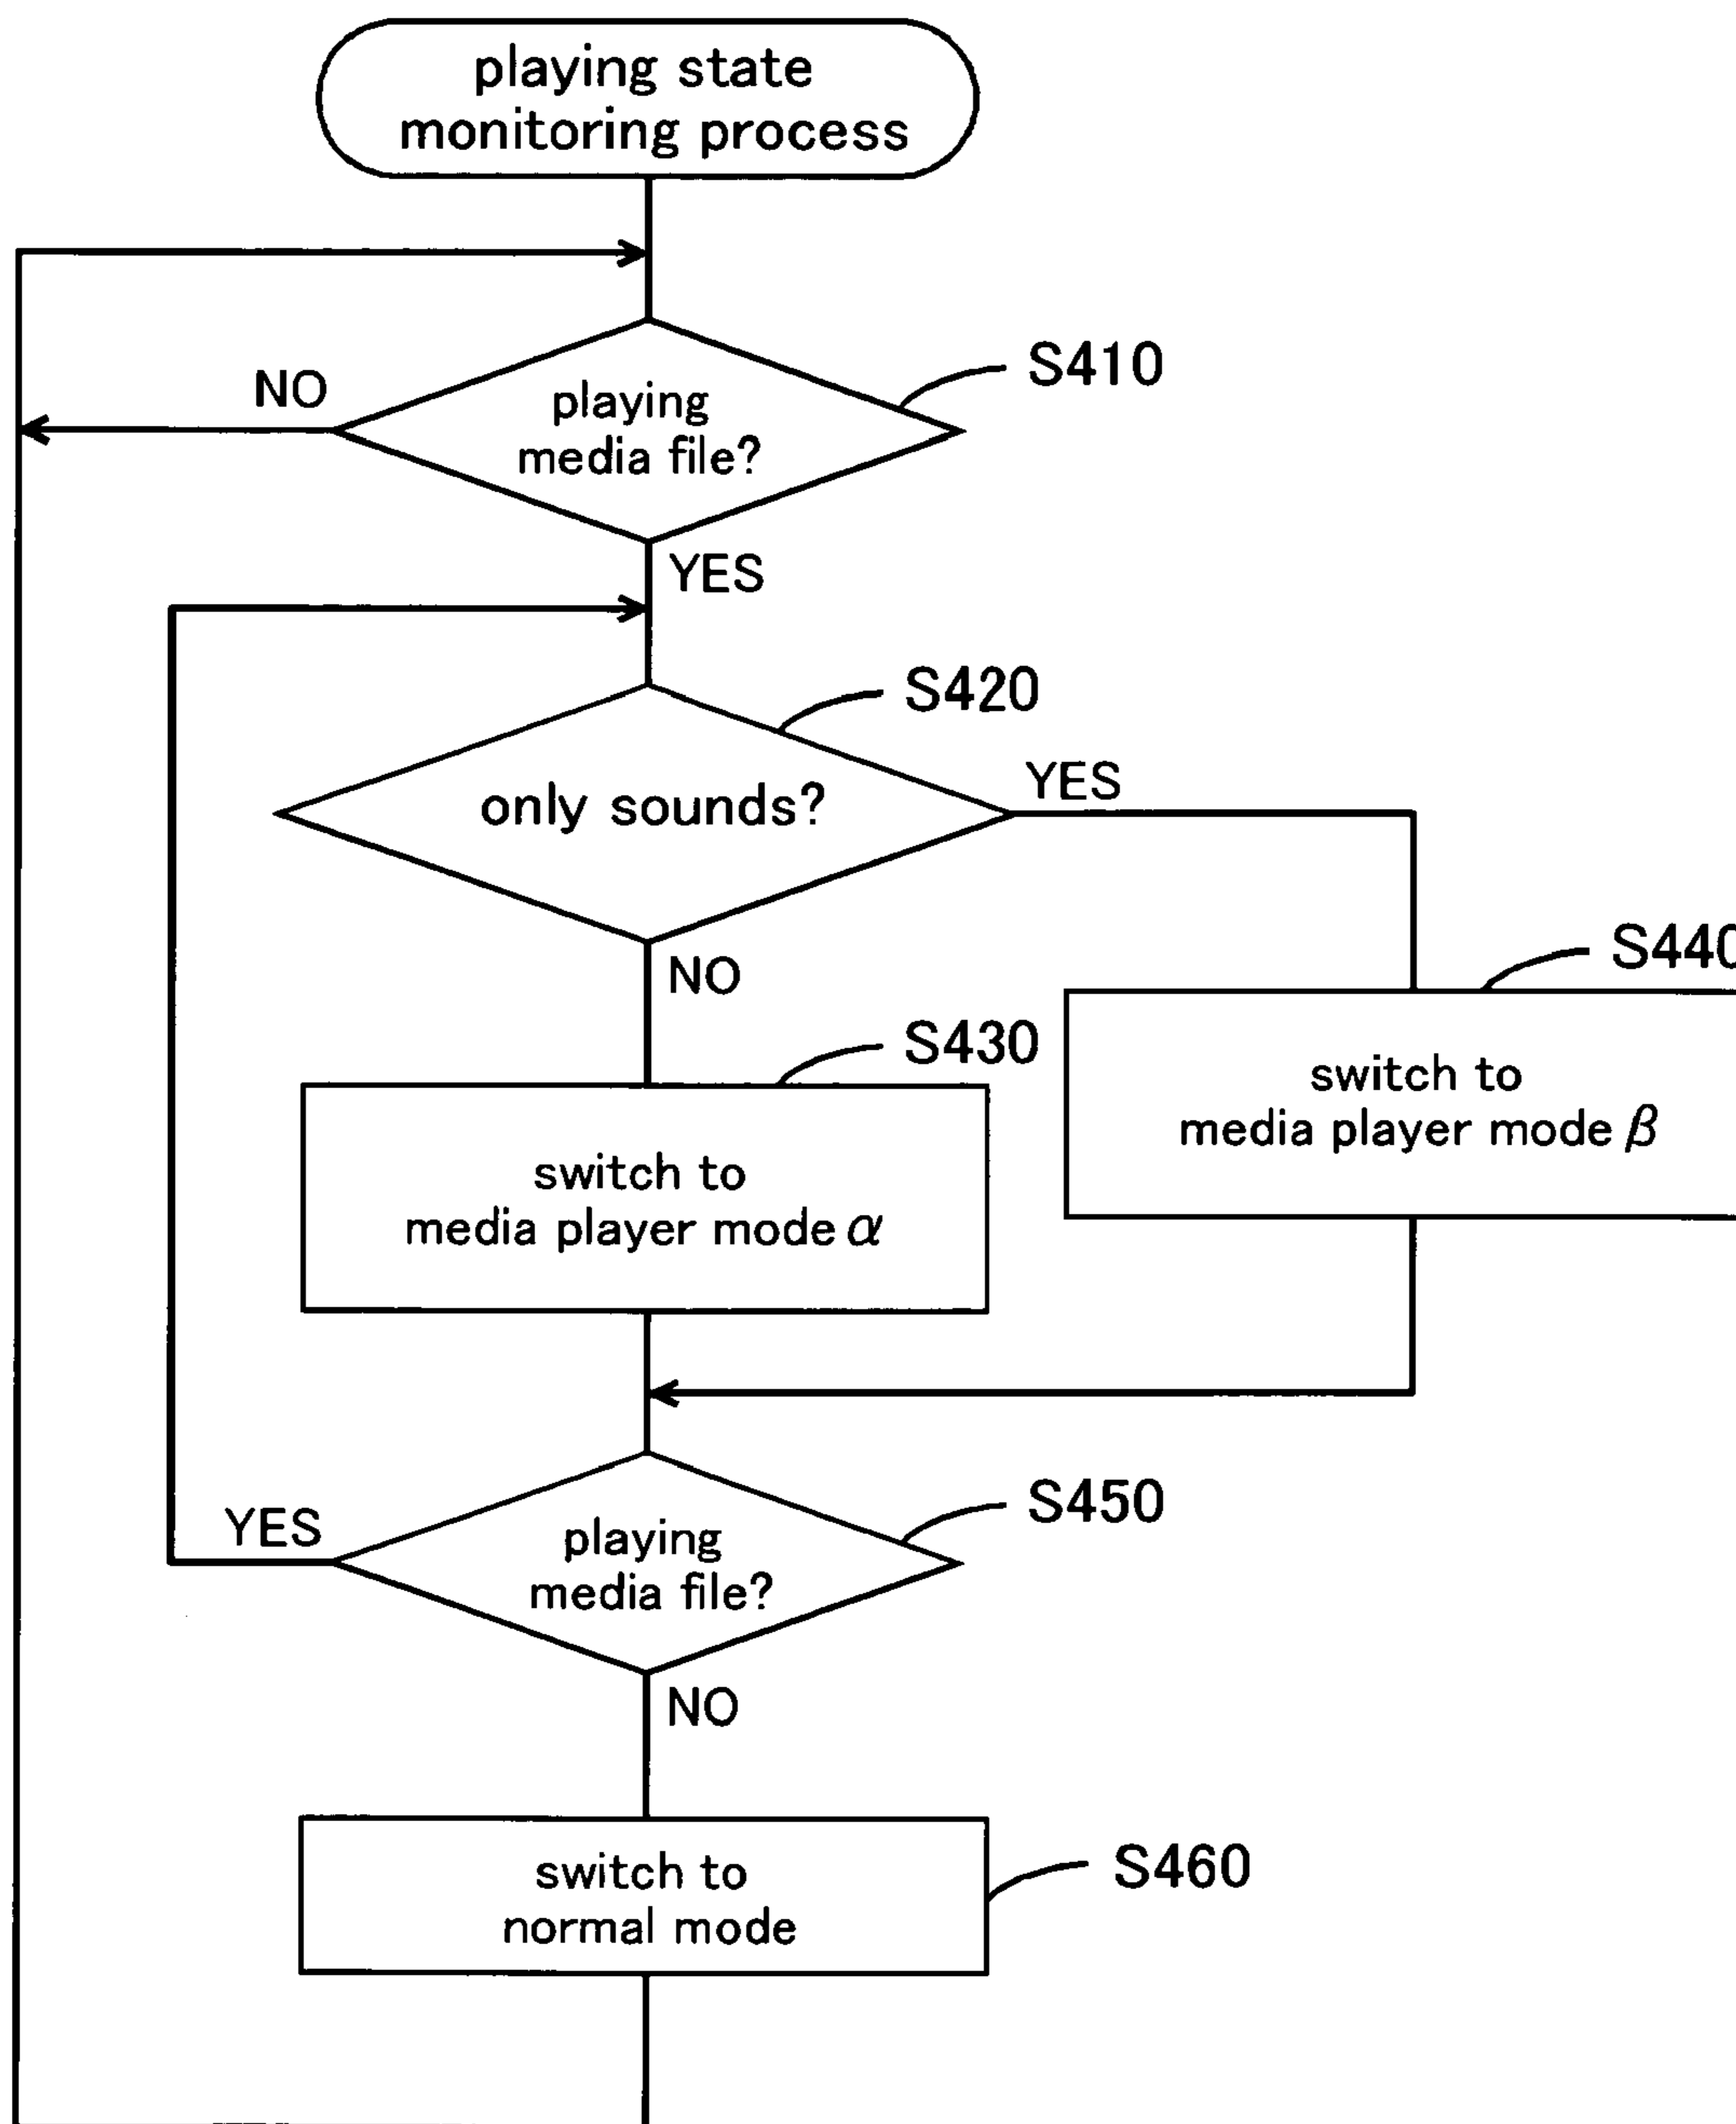 playing state
monitoring process
S410
NO
playing
media file?
YES
S420
only sounds?
YES
S440
NO
S430
switch to
media player mode β
switch to
media player mode α
S450
YES
playing
media file?
NO
S460
switch to
normal mode